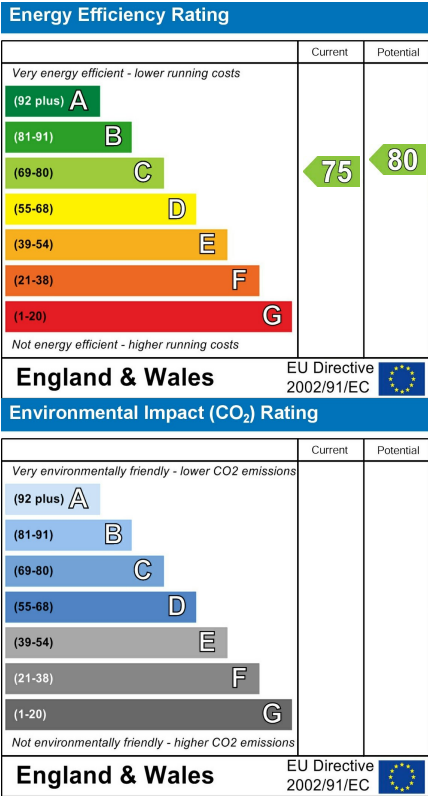 Energy Efficiency Rating
Current Potential
Very energy efficient - lower running costs
(92 plus) A
(81-91) B
(69-80) C
75 80
(55-68) D
(39-54) E
(21-38) F
(1-20) G
Not energy efficient - higher running costs
England & Wales
EU Directive
2002/91/EC
Environmental Impact (CO₂) Rating
Current Potential
Very environmentally friendly - lower CO2 emissions
(92 plus) A
(81-91) B
(69-80) C
(55-68) D
(39-54) E
(21-38) F
(1-20) G
Not environmentally friendly - higher CO2 emissions
England & Wales
EU Directive
2002/91/EC